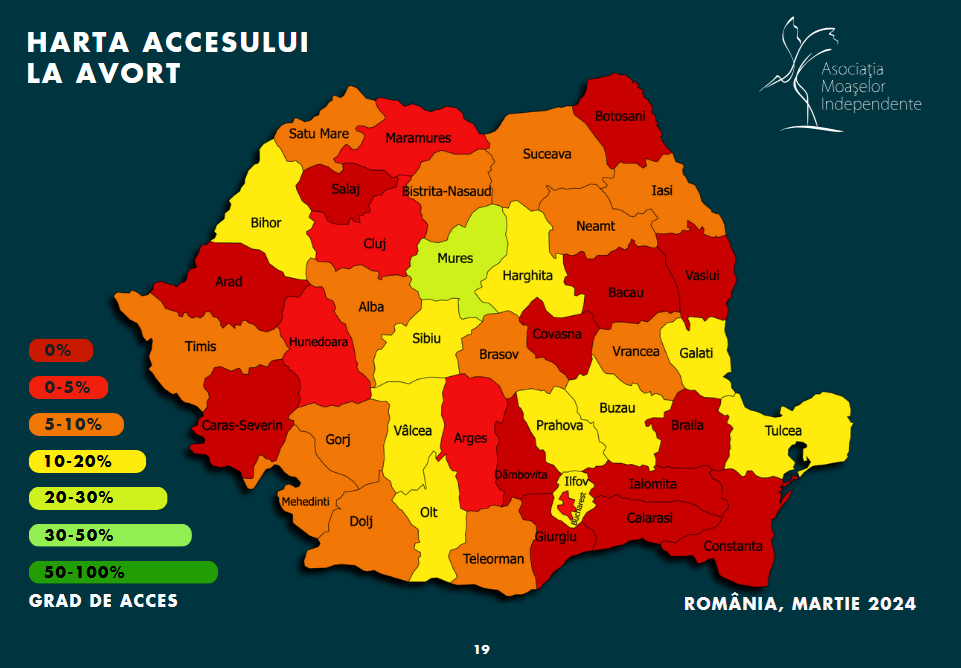 HARTA ACCESULUI
LA AVORT
Asociația
Moașelor
Independente
Botosani
Satu Mare
Maramures
Suceava
Salaj
Bistrita-Nasaud
Iasi
Bihor
Neamt
Cluj
Mures
Harghita
Vaslui
Arad
Bacau
Alba
Covasna
Hunedoara
Sibiu
Timis
Brasov
Vrancea
Galati
0%
0-5%
5-10%
10-20%
20-30%
30-50%
50-100%
GRAD DE ACCES
Caras-Severin
Gorj
Vâlcea
Arges
Prahova
Buzau
Braila
Tulcea
Dâmbovita
Ilfov
Ialomita
Mehedinti
Dolj
Olt
Bucharest
Calarasi
Giurgiu
Constanta
Teleorman
ROMÂNIA, MARTIE 2024
19